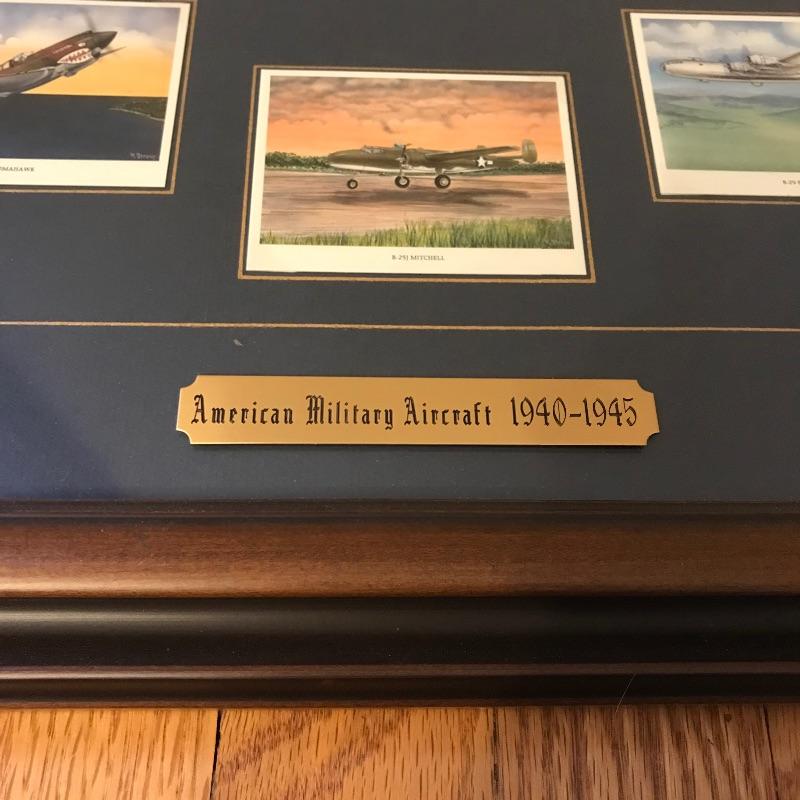 B-25J MITCHELL
American Military Aircraft 1940-1945